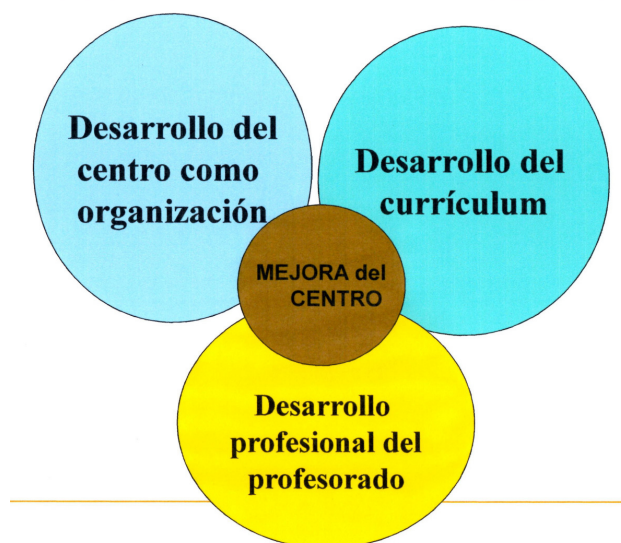 Desarrollo del
centro como
organización
Desarrollo del
currículum
MEJORA del
CENTRO
Desarrollo
profesional del
profesorado